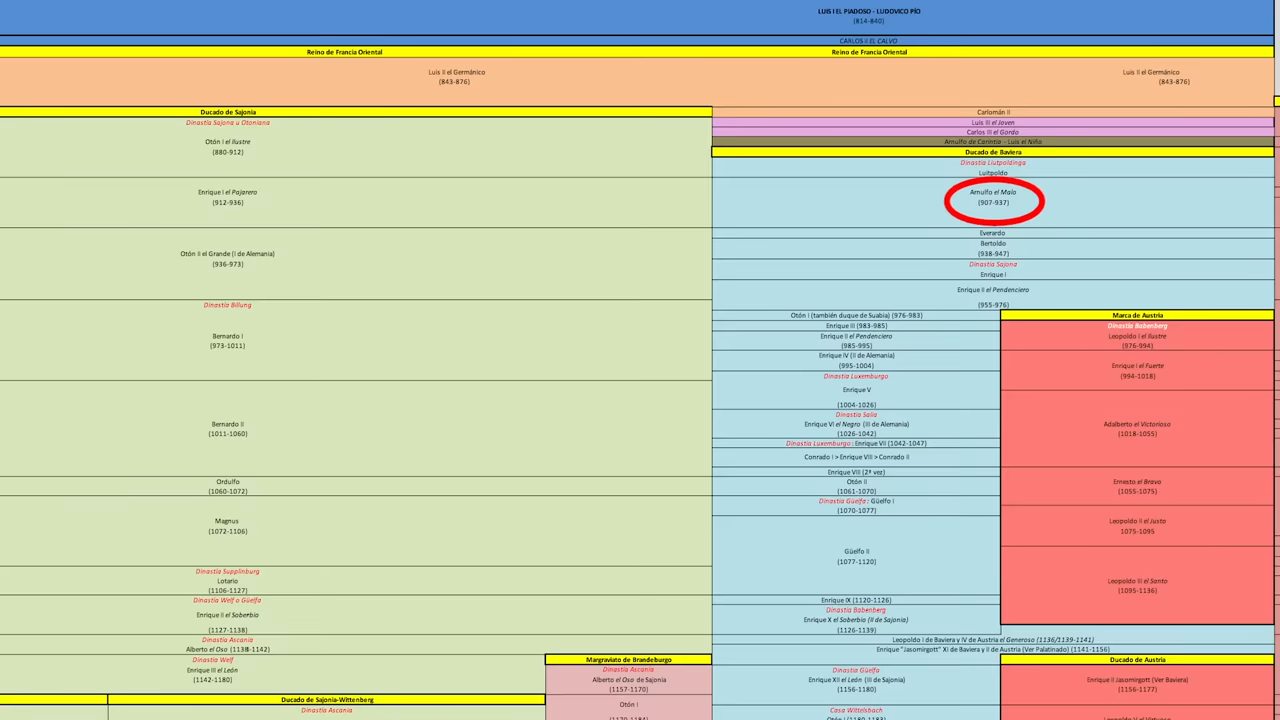 LUIS I EL PIADOSO - LUDOVICO PÍO
(814-840)
CARLOS II EL CALVO
Reino de Francia Oriental
Reino de Francia Oriental
Luis II el Germánico
(843-876)
Luis II el Germánico
(843-876)
Ducado de Sajonia
Dinastía Sajona u Otoniana
Otón I el Ilustre
(880-912)
Enrique I el Pajarero
(912-936)
Otón II el Grande (I de Alemania)
(936-973)
Dinastía Billung
Bernardo I
(973-1011)
Bernardo II
(1011-1060)
Ordulfo
(1060-1072)
Magnus
(1072-1106)
Dinastía Supplinburg
Lotario
(1106-1127)
Dinastía Welf o Güelfa
Enrique II el Soberbio
(1127-1138)
Dinastía Ascania
Alberto el Oso (1138-1142)
Dinastía Welf
Enrique III el León
(1142-1180)
Ducado de Sajonia-Wittenberg
Dinastía Ascania
Margraviato de Brandeburgo
Dinastía Ascania
Alberto el Oso de Sajonia
(1157-1170)
Otón I
(1170-1184)
Carlomán II
Luis III el Joven
Carlos III el Gordo
Arnulfo de Carintia - Luis el Niño
Ducado de Baviera
Dinastía Liutpoldinga
Luitpoldo
Arnulfo el Malo
(907-937)
Everardo
Bertoldo
(938-947)
Dinastía Sajona
Enrique I
Enrique II el Pendenciero
(955-976)
Otón I (también duque de Suabia) (976-983)
Enrique III (983-985)
Enrique II el Pendenciero
(985-995)
Enrique IV (II de Alemania)
(995-1004)
Dinastía Luxemburgo
Enrique V
(1004-1026)
Dinastía Salia
Enrique VI el Negro (III de Alemania)
(1026-1042)
Dinastía Luxemburgo: Enrique VII (1042-1047)
Conrado I > Enrique VIII > Conrado II
Enrique VIII (2ª vez)
Otón II
(1061-1070)
Dinastía Güelfa: Güelfo I
(1070-1077)
Güelfo II
(1077-1120)
Enrique IX (1120-1126)
Dinastía Babenberg
Enrique X el Soberbio (II de Sajonia)
(1126-1139)
Marca de Austria
Dinastía Babenberg
Leopoldo I el Ilustre
(976-994)
Enrique I el Fuerte
(994-1018)
Adalberto el Victorioso
(1018-1055)
Ernesto el Bravo
(1055-1075)
Leopoldo II el Justo
1075-1095
Leopoldo III el Santo
(1095-1136)
Leopoldo I de Baviera y IV de Austria el Generoso (1136/1139-1141)
Enrique "Jasomirgott" XI de Baviera y II de Austria (Ver Palatinado) (1141-1156)
Dinastía Güelfa
Enrique XII el León (III de Sajonia)
(1156-1180)
Casa Wittelsbach
Otón I (1180-1183)
Ducado de Austria
Enrique II Jasomirgott (Ver Baviera)
(1156-1177)
Leopoldo V el Virtuoso